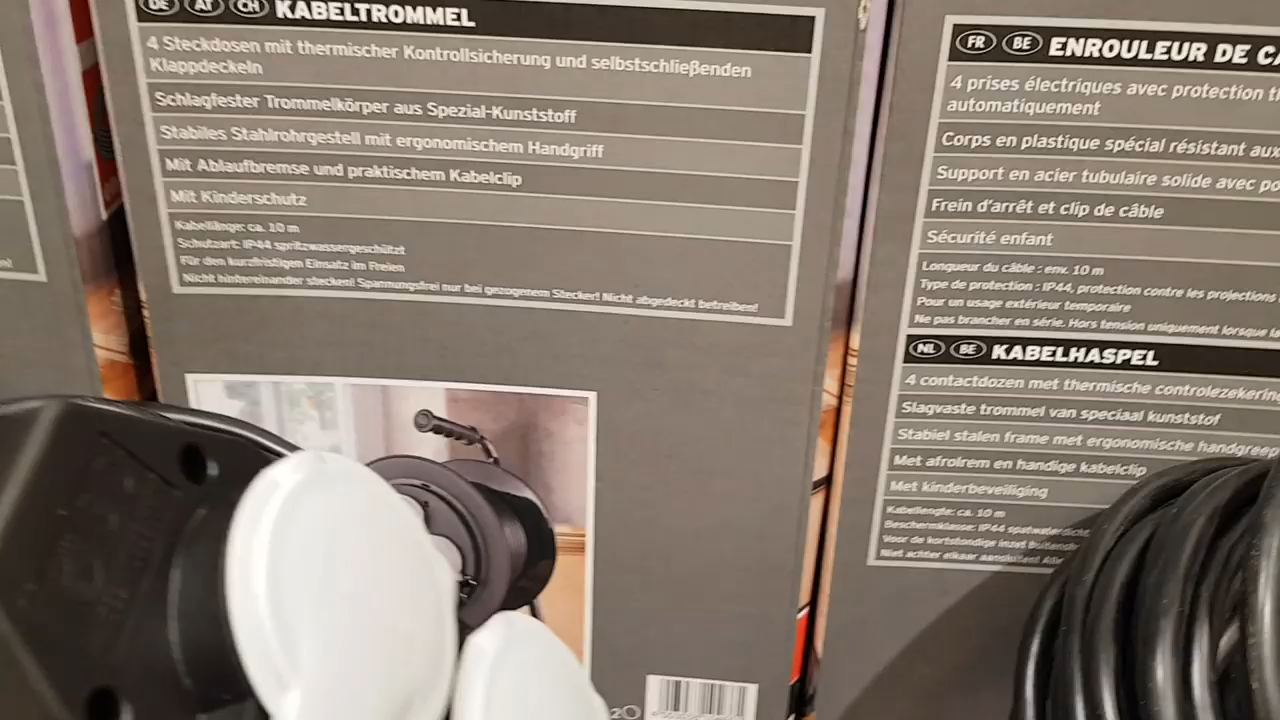 DE AT CH KABELTROMMEL
4 Steckdosen mit thermischer Kontrollsicherung und selbstschließenden
Klappdeckeln
Schlagfester Trommelkörper aus Spezial-Kunststoff
Stabiles Stahlrohrgestell mit ergonomischem Handgriff
Mit Ablaufbremse und praktischem Kabelclip
Mit Kinderschutz
Kabellänge: ca. 10 m
Schutzart: IP44 spritzwassergeschützt
Für den kurzfristigen Einsatz im Freien
Nicht hintereinander stecken! Spannungsfrei nur bei gezogenem Stecker! Nicht abgedeckt betreiben!
FR BE ENROULEUR DE
4 prises électriques avec protection
automatiquement
Corps en plastique spécial résistant aux
Support en acier tubulaire solide avec
Frein d'arrêt et clip de câble
Sécurité enfant
Longueur du câble : env. 10 m
Type de protection : IP44, protection contre les projections
Pour un usage extérieur temporaire
Ne pas brancher en série. Hors tension uniquement lorsque
NL BE KABELHASPEL
4 contactdozen met thermische
Slagvaste trommel van speciaal kunststof
Stabiel stalen frame met ergonomische
Met afrolrem en handige kabelclip
Met kinderbeveiliging
Kabellengte: ca. 10 m
Beschermklasse: IP44
Voor de kortstondige inzet
Niet achter elkaar aansluiten!